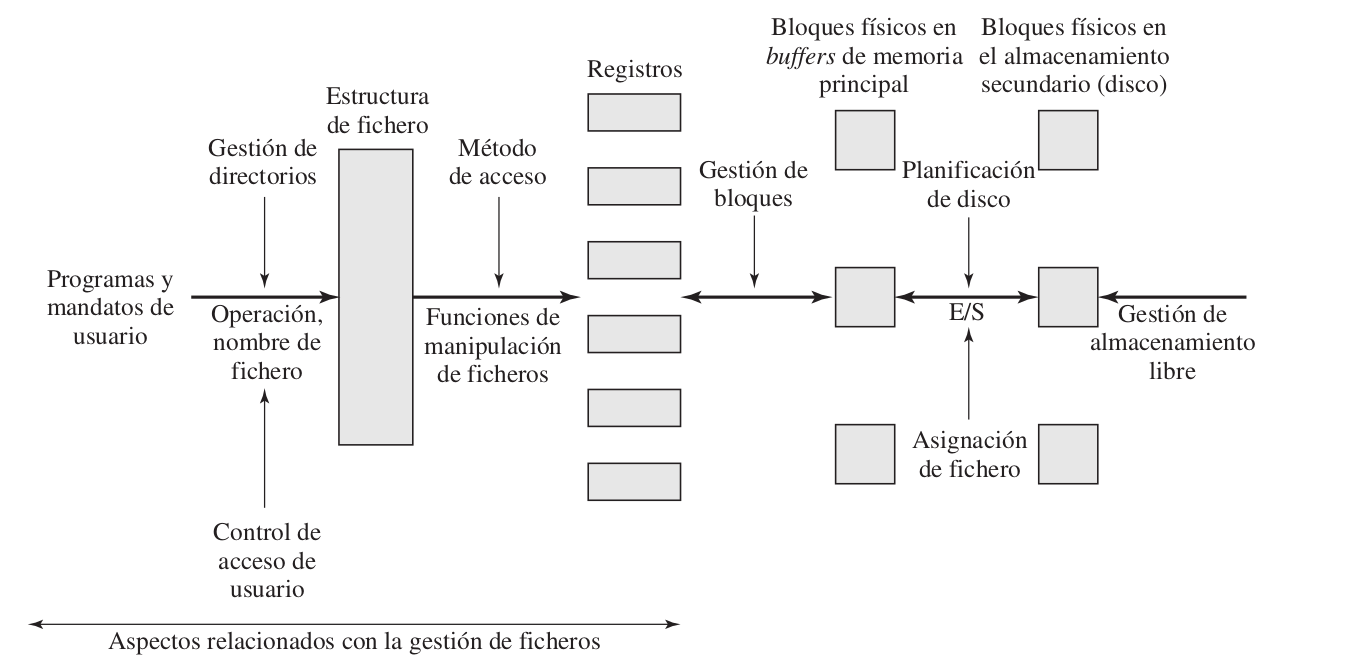 Bloques físicos en
buffers de memoria
principal
Bloques físicos en
el almacenamiento
secundario (disco)
Registros
Estructura
de fichero
Gestión de
directorios
Método
de acceso
Gestión de
bloques
Planificación
de disco
Programas y
mandatos de
usuario
Operación,
nombre de
fichero
Funciones de
manipulación
de ficheros
E/S
Gestión de
almacenamiento
libre
Asignación
de fichero
Control de
acceso de
usuario
Aspectos relacionados con la gestión de ficheros